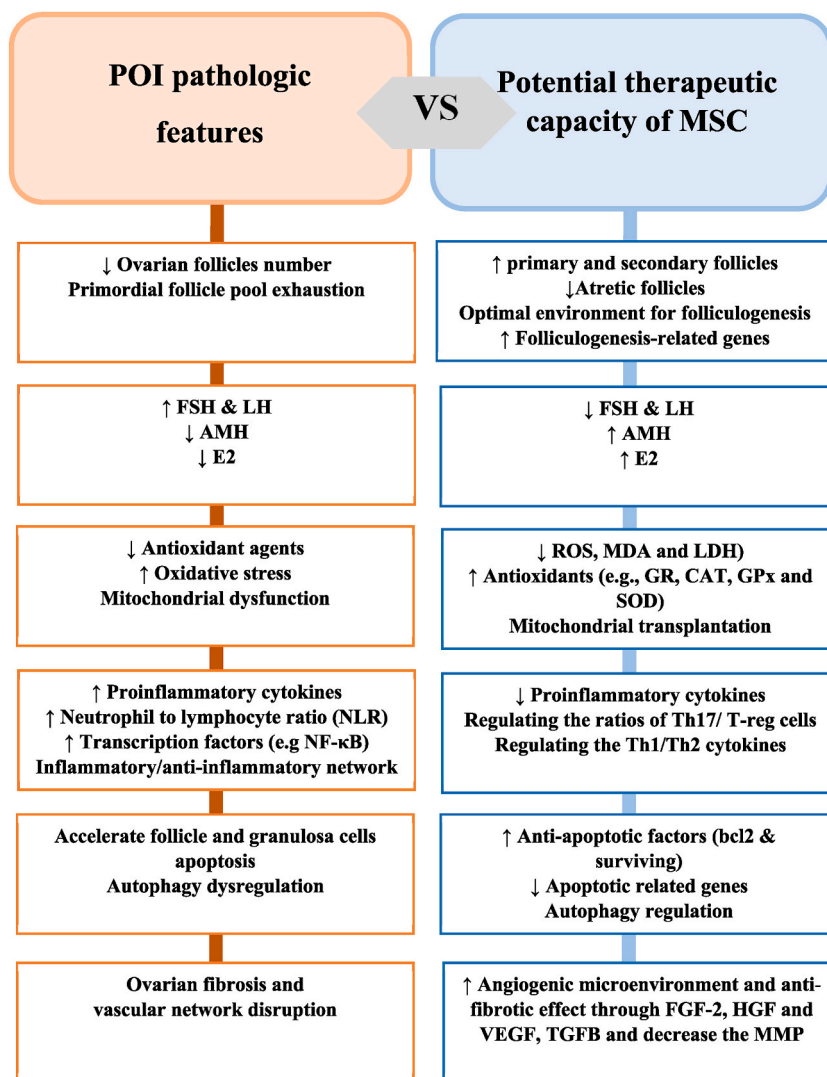 POI pathologic
features
VS
Potential therapeutic
capacity of MSC
↓ Ovarian follicles number
Primordial follicle pool exhaustion
↑ primary and secondary follicles
↓Atretic follicles
Optimal environment for folliculogenesis
↑ Folliculogenesis-related genes
↑ FSH & LH
↓ AMH
↓ E2
↓ FSH & LH
↑ AMH
↑ E2
↓ Antioxidant agents
↑ Oxidative stress
Mitochondrial dysfunction
↓ ROS, MDA and LDH)
↑ Antioxidants (e.g., GR, CAT, GPx and
SOD)
Mitochondrial transplantation
↑ Proinflammatory cytokines
↑ Neutrophil to lymphocyte ratio (NLR)
↑ Transcription factors (e.g NF-κB)
Inflammatory/anti-inflammatory network
↓ Proinflammatory cytokines
Regulating the ratios of Th17/ T-reg cells
Regulating the Th1/Th2 cytokines
Accelerate follicle and granulosa cells
apoptosis
Autophagy dysregulation
↑ Anti-apoptotic factors (bcl2 &
surviving)
↓ Apoptotic related genes
Autophagy regulation
Ovarian fibrosis and
vascular network disruption
↑ Angiogenic microenvironment and anti-
fibrotic effect through FGF-2, HGF and
VEGF, TGFB and decrease the MMP